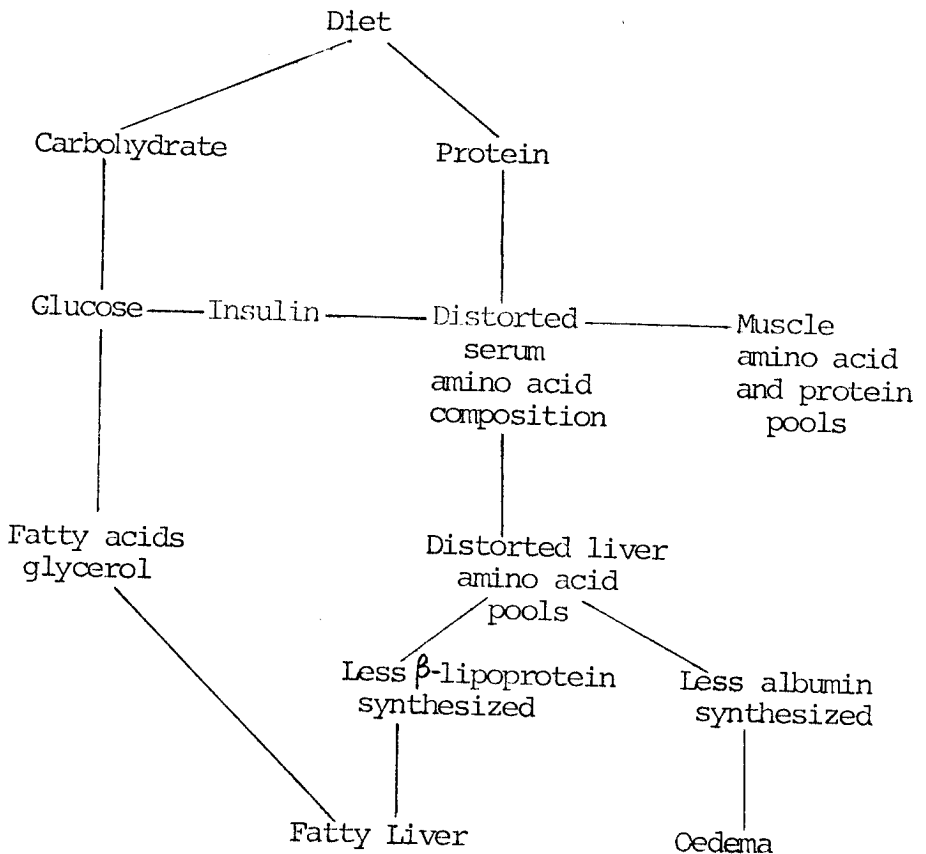 Diet
Carbohydrate
Protein
Glucose
Insulin
Distorted
serum
amino acid
composition
Muscle
amino acid
and protein
pools
Fatty acids
glycerol
Distorted liver
amino acid
pools
Less β-lipoprotein
synthesized
Less albumin
synthesized
Fatty Liver
Oedema